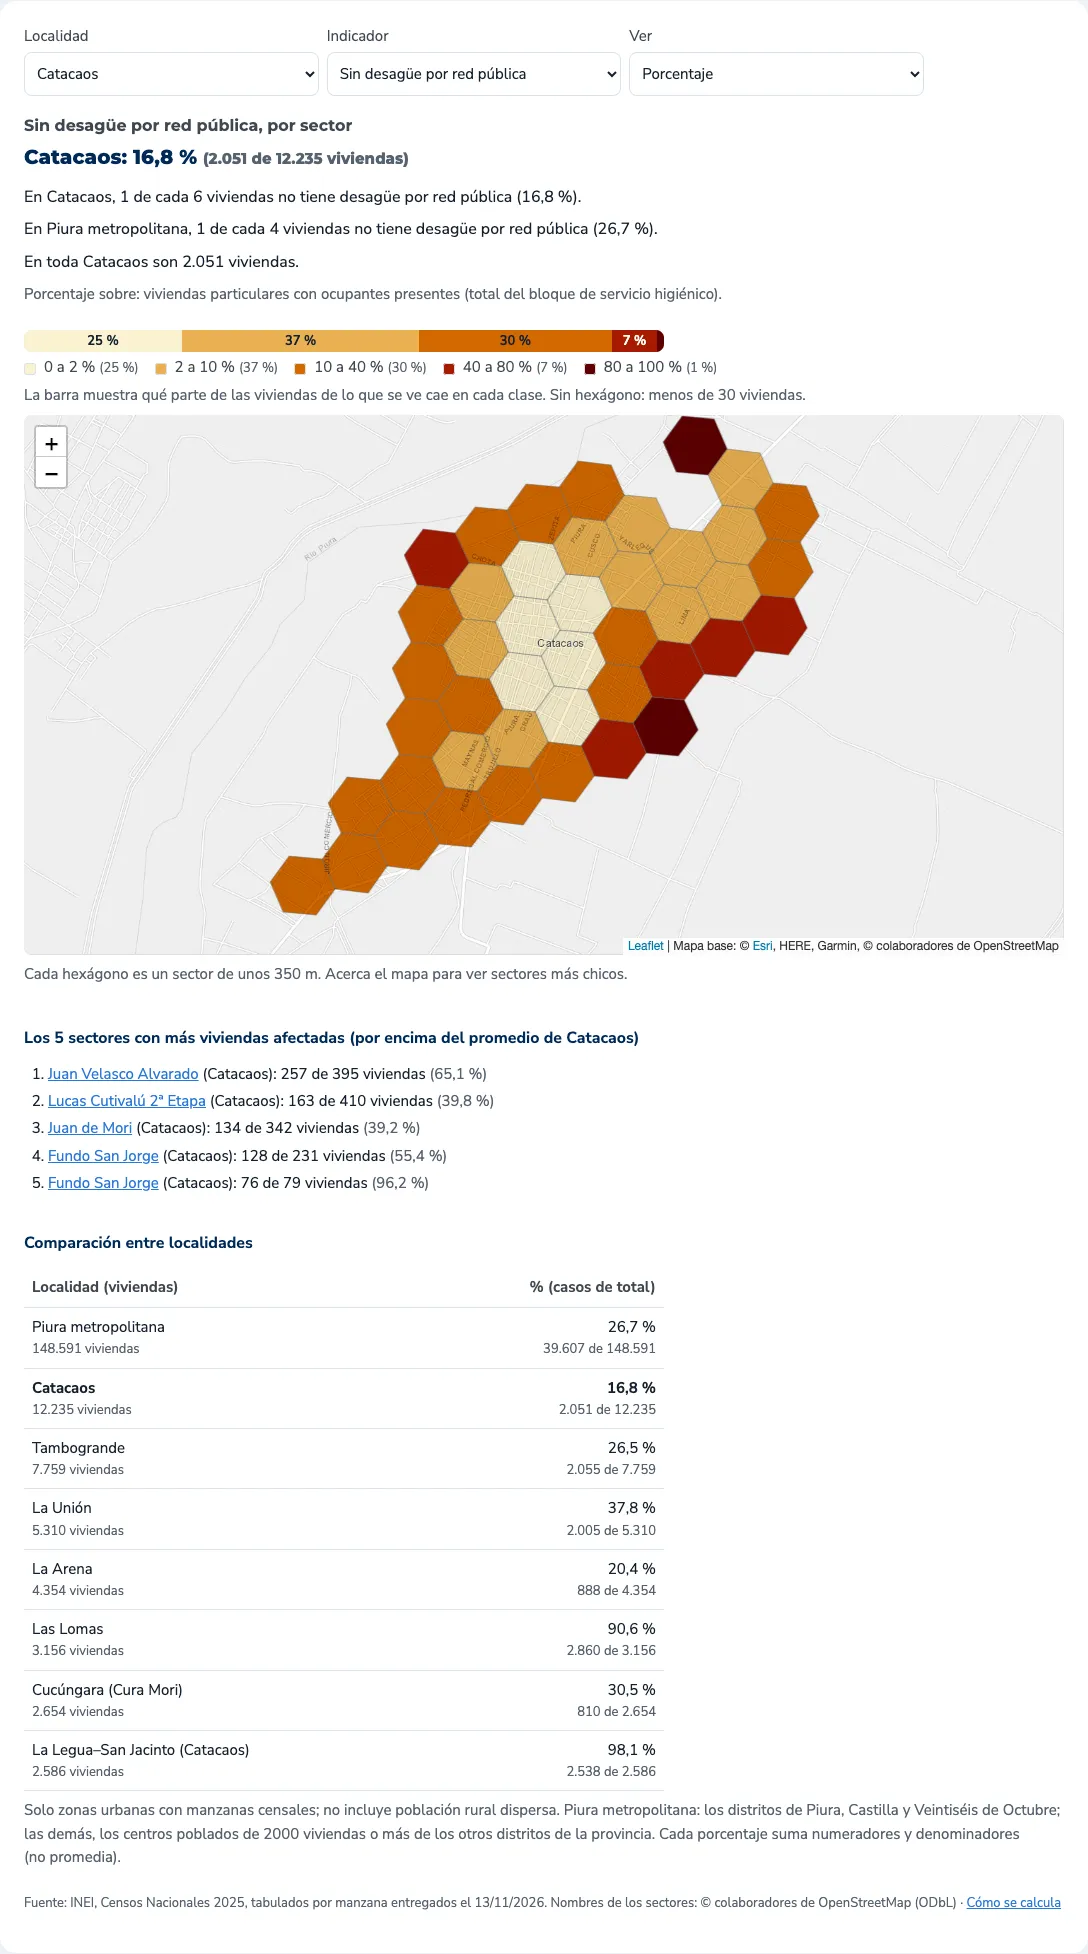 Localidad
Indicador
Ver
Catacaos
Sin desagüe por red pública
Porcentaje
Sin desagüe por red pública, por sector
Catacaos: 16,8 % (2.051 de 12.235 viviendas)
En Catacaos, 1 de cada 6 viviendas no tiene desagüe por red pública (16,8 %).
En Piura metropolitana, 1 de cada 4 viviendas no tiene desagüe por red pública (26,7 %).
En toda Catacaos son 2.051 viviendas.
Porcentaje sobre: viviendas particulares con ocupantes presentes (total del bloque de servicio higiénico).
25 % 37 % 30 % 7 %
0 a 2 % (25 %) 2 a 10 % (37 %) 10 a 40 % (30 %) 40 a 80 % (7 %) 80 a 100 % (1 %)
La barra muestra qué parte de las viviendas de lo que se ve cae en cada clase. Sin hexágono: menos de 30 viviendas.
+
−
Río Piura
PIURA
CUSCO
LIMA
Catacaos
PIURA
GRAU
MAYNAS
COMERCIO
Leaflet | Mapa base: © Esri, HERE, Garmin, © colaboradores de OpenStreetMap
Cada hexágono es un sector de unos 350 m. Acerca el mapa para ver sectores más chicos.
Los 5 sectores con más viviendas afectadas (por encima del promedio de Catacaos)
1. Juan Velasco Alvarado (Catacaos): 257 de 395 viviendas (65,1 %)
2. Lucas Cutivalú 2ª Etapa (Catacaos): 163 de 410 viviendas (39,8 %)
3. Juan de Mori (Catacaos): 134 de 342 viviendas (39,2 %)
4. Fundo San Jorge (Catacaos): 128 de 231 viviendas (55,4 %)
5. Fundo San Jorge (Catacaos): 76 de 79 viviendas (96,2 %)
Comparación entre localidades
Localidad (viviendas) % (casos de total)
Piura metropolitana 26,7 %
148.591 viviendas 39.607 de 148.591
Catacaos 16,8 %
12.235 viviendas 2.051 de 12.235
Tambogrande 26,5 %
7.759 viviendas 2.055 de 7.759
La Unión 37,8 %
5.310 viviendas 2.005 de 5.310
La Arena 20,4 %
4.354 viviendas 888 de 4.354
Las Lomas 90,6 %
3.156 viviendas 2.860 de 3.156
Cucúngara (Cura Mori) 30,5 %
2.654 viviendas 810 de 2.654
La Legua–San Jacinto (Catacaos) 98,1 %
2.586 viviendas 2.538 de 2.586
Solo zonas urbanas con manzanas censales; no incluye población rural dispersa. Piura metropolitana: los distritos de Piura, Castilla y Veintiséis de Octubre;
las demás, los centros poblados de 2000 viviendas o más de los otros distritos de la provincia. Cada porcentaje suma numeradores y denominadores
(no promedia).
Fuente: INEI, Censos Nacionales 2025, tabulados por manzana entregados el 13/11/2026. Nombres de los sectores: © colaboradores de OpenStreetMap (ODbL) · Cómo se calcula